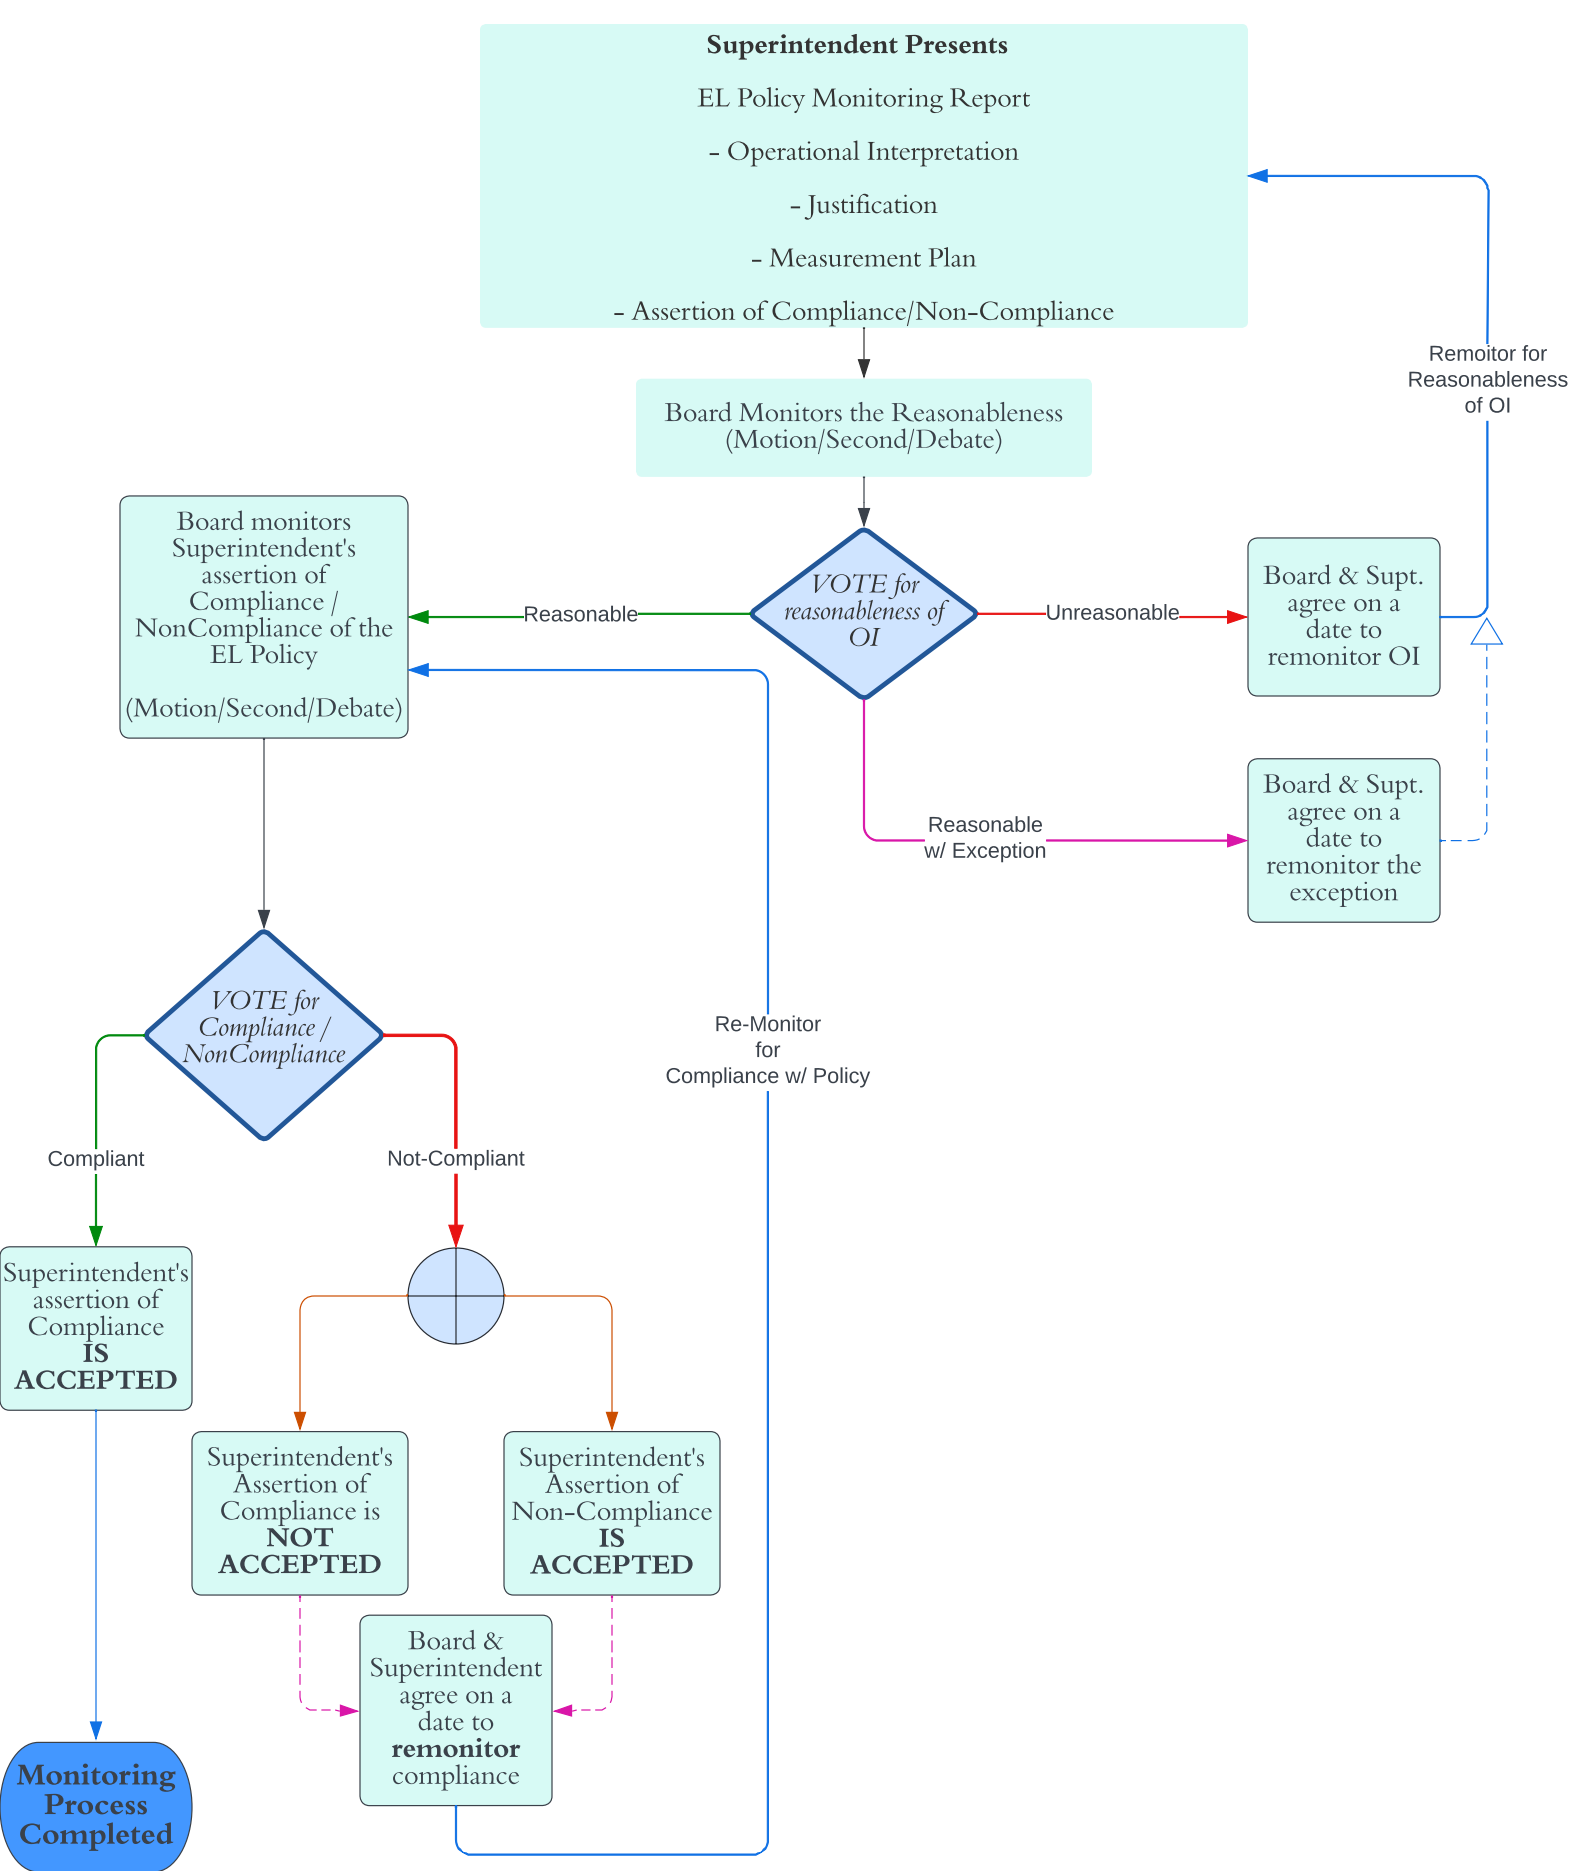 Superintendent Presents
EL Policy Monitoring Report
- Operational Interpretation
- Justification
- Measurement Plan
- Assertion of Compliance/Non-Compliance
Remoitor for
Reasonableness
of OI
Board Monitors the Reasonableness
(Motion/Second/Debate)
Board monitors
Superintendent's
assertion of
Compliance /
NonCompliance of the
EL Policy
(Motion/Second/Debate)
Reasonable
VOTE for
reasonableness of
OI
Unreasonable
Board & Supt.
agree on a
date to
remonitor OI
Reasonable
w/ Exception
Board & Supt.
agree on a
date to
remonitor the
exception
VOTE for
Compliance /
NonCompliance
Re-Monitor
for
Compliance w/ Policy
Compliant
Not-Compliant
Superintendent's
assertion of
Compliance
IS
ACCEPTED
Superintendent's
Assertion of
Compliance is
NOT
ACCEPTED
Superintendent's
Assertion of
Non-Compliance
IS
ACCEPTED
Board &
Superintendent
agree on a
date to
remonitor
compliance
Monitoring
Process
Completed